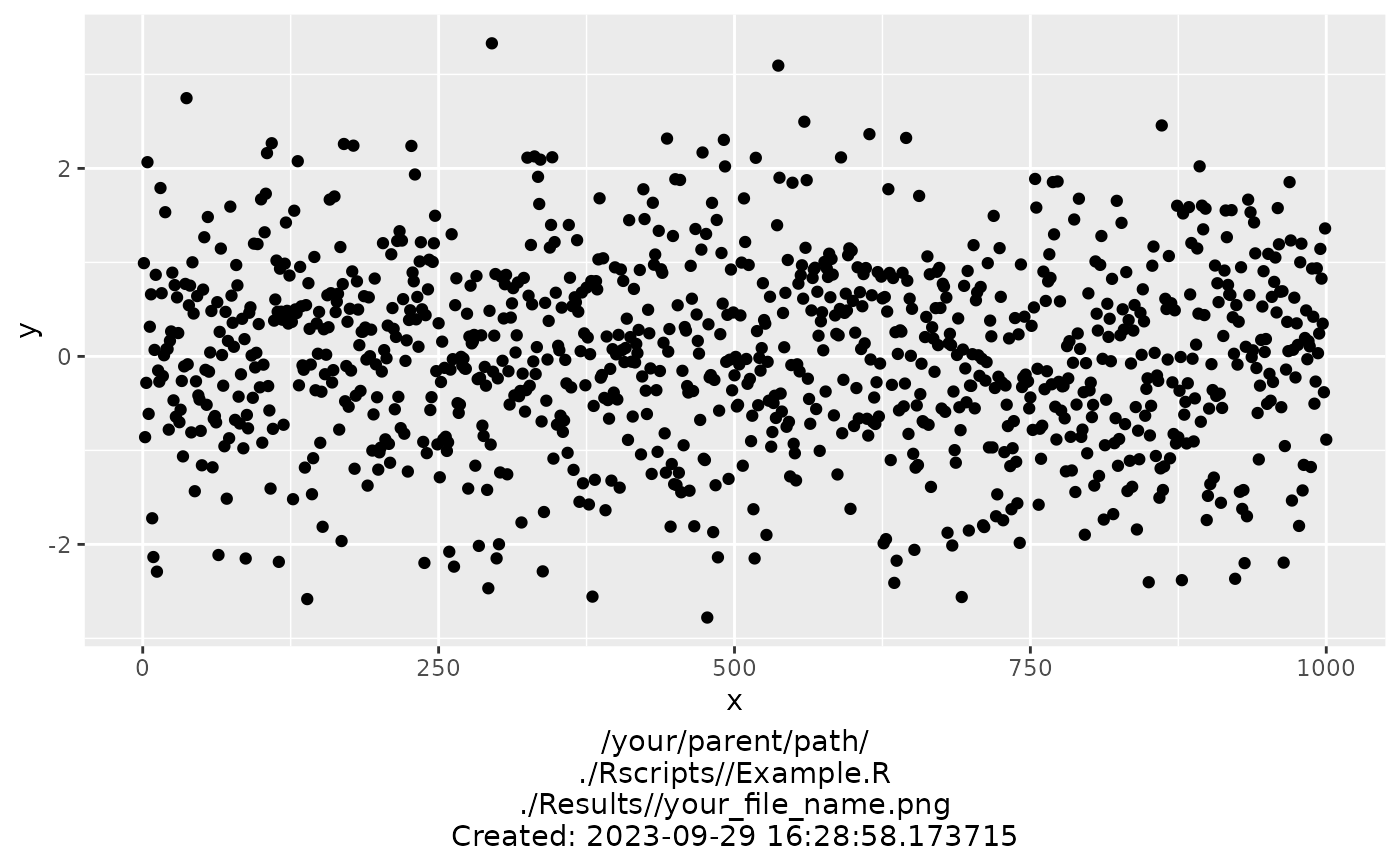 y
2
0
-2
0
250
500
750
1000
x
/your/parent/path/
./Rscripts//Example.R
./Results//your_file_name.png
Created: 2023-09-29 16:28:58.173715